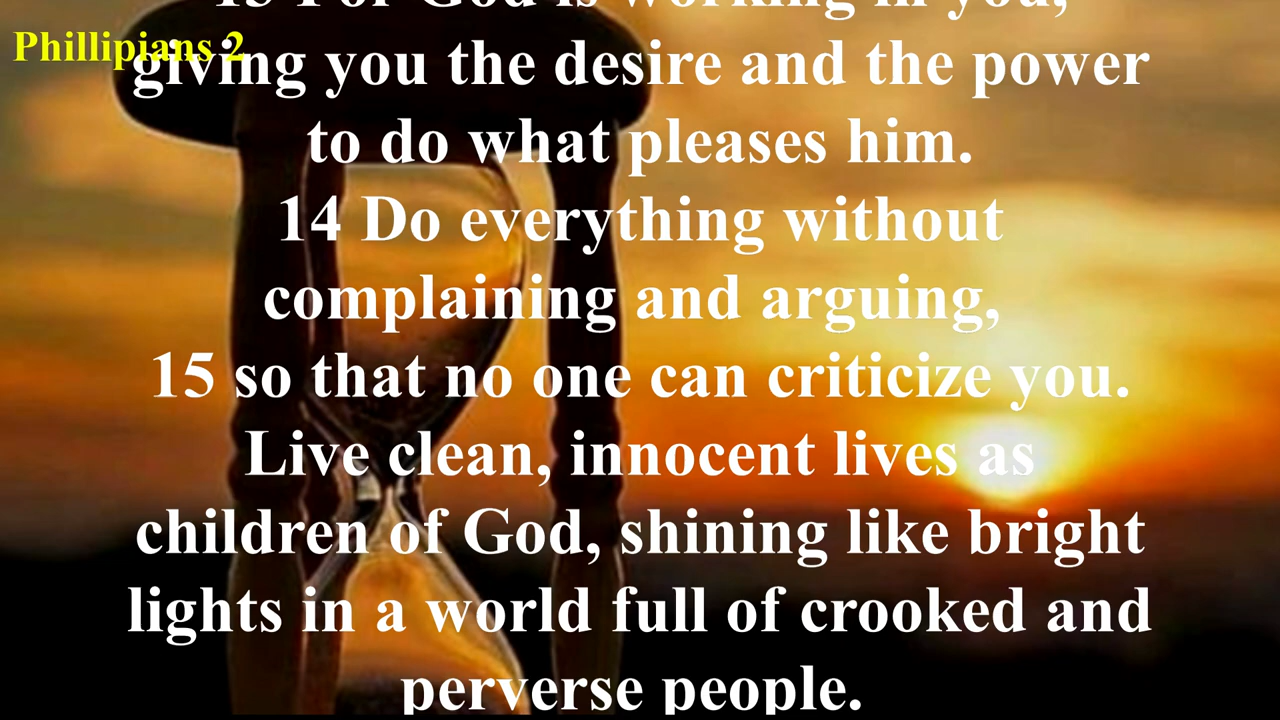 13 For God is working in you,
Phillipians 2
giving you the desire and the power
to do what pleases him.
14 Do everything without
complaining and arguing,
15 so that no one can criticize you.
Live clean, innocent lives as
children of God, shining like bright
lights in a world full of crooked and
perverse people.